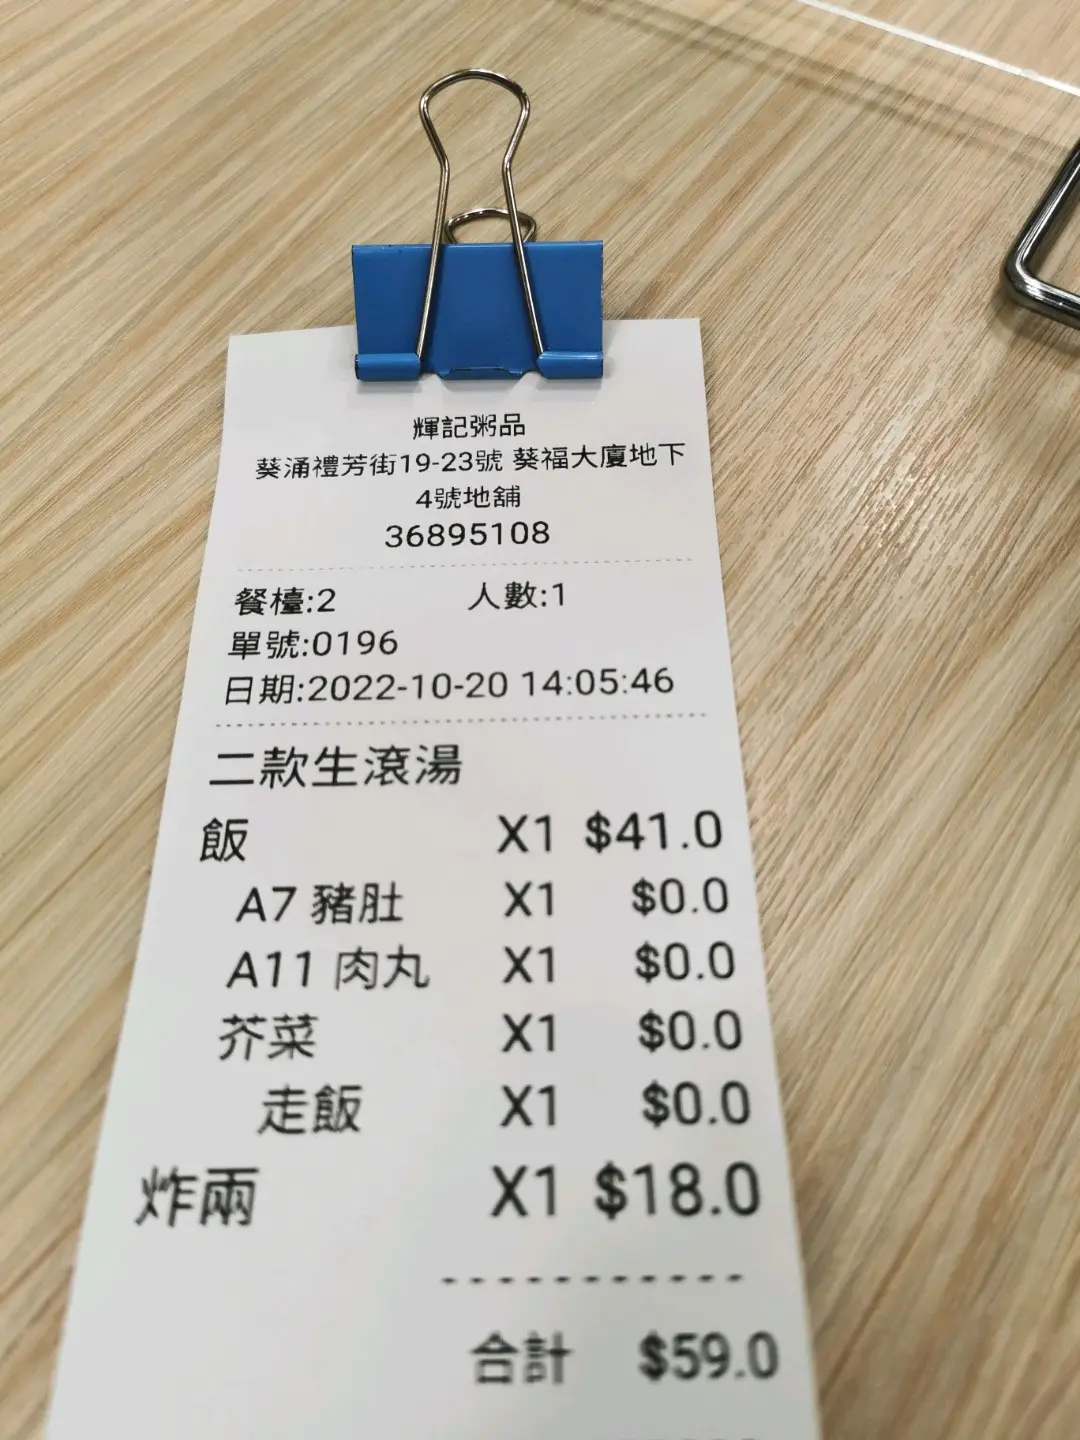 輝記粥品
葵涌禮芳街19-23號 葵福大廈地下
4號地舖
36895108
餐檯:2 人數:1
單號:0196
日期:2022-10-20 14:05:46
二款生滾湯
飯 X1 $41.0
A7 豬肚 X1 $0.0
A11 肉丸 X1 $0.0
芥菜 X1 $0.0
走飯 X1 $0.0
炸兩 X1 $18.0
合計 $59.0